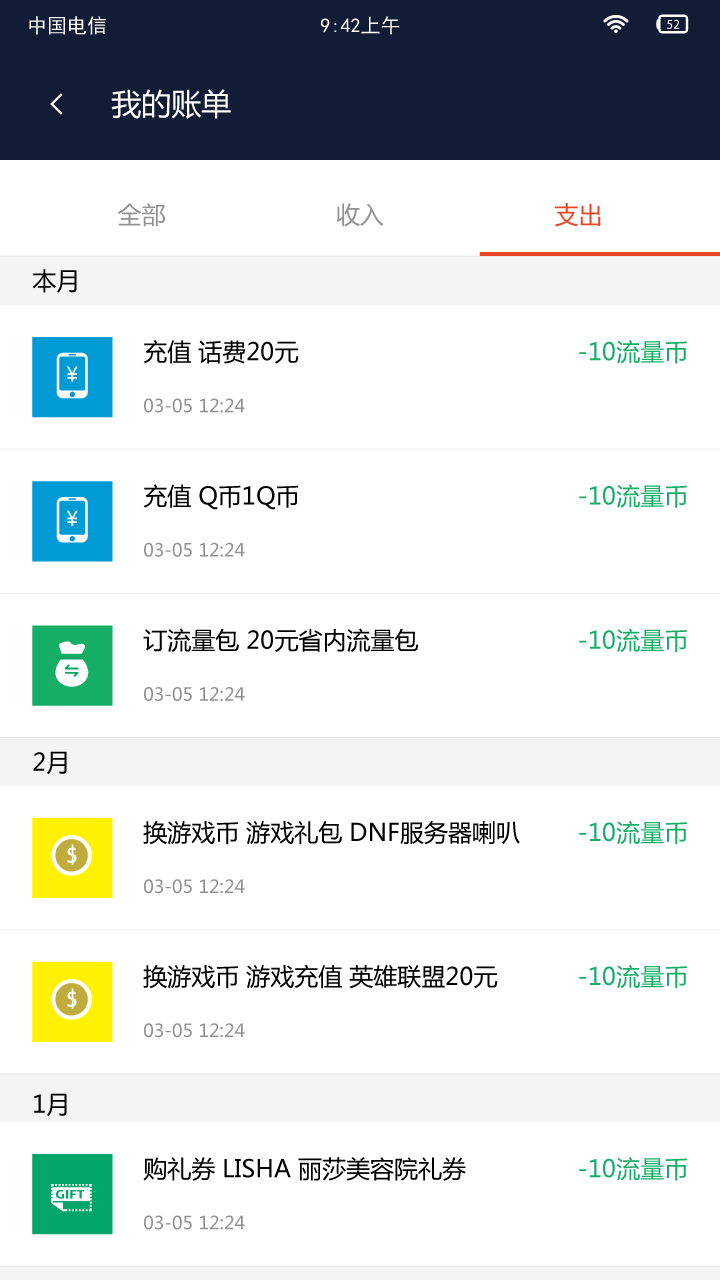 中国电信 9:42上午 52
我的账单
全部 收入 支出
本月
充值 话费20元 -10流量币
03-05 12:24
充值 Q币1Q币 -10流量币
03-05 12:24
订流量包 20元省内流量包 -10流量币
03-05 12:24
2月
换游戏币 游戏礼包 DNF服务器喇叭 -10流量币
03-05 12:24
换游戏币 游戏充值 英雄联盟20元 -10流量币
03-05 12:24
1月
购礼券 LISHA 丽莎美容院礼券 -10流量币
GIFT
03-05 12:24